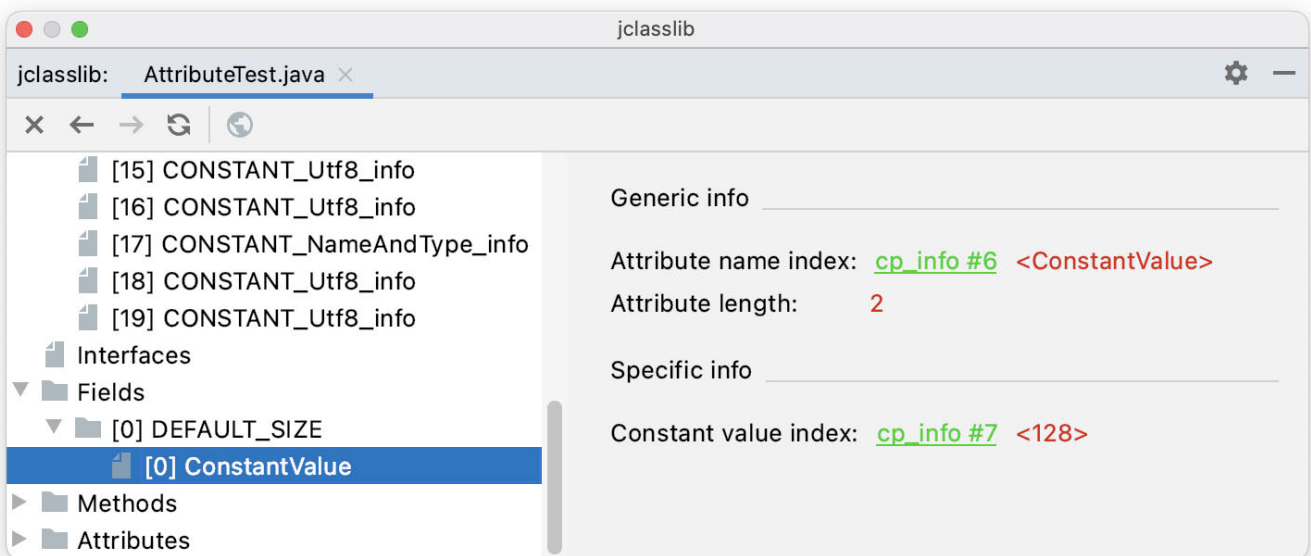 jclasslib
jclasslib: AttributeTest.java
[15] CONSTANT_Utf8_info
[16] CONSTANT_Utf8_info
[17] CONSTANT_NameAndType_info
[18] CONSTANT_Utf8_info
[19] CONSTANT_Utf8_info
Interfaces
Fields
[0] DEFAULT_SIZE
[0] ConstantValue
Methods
Attributes
Generic info
Attribute name index: cp_info #6 <ConstantValue>
Attribute length: 2
Specific info
Constant value index: cp_info #7 <128>